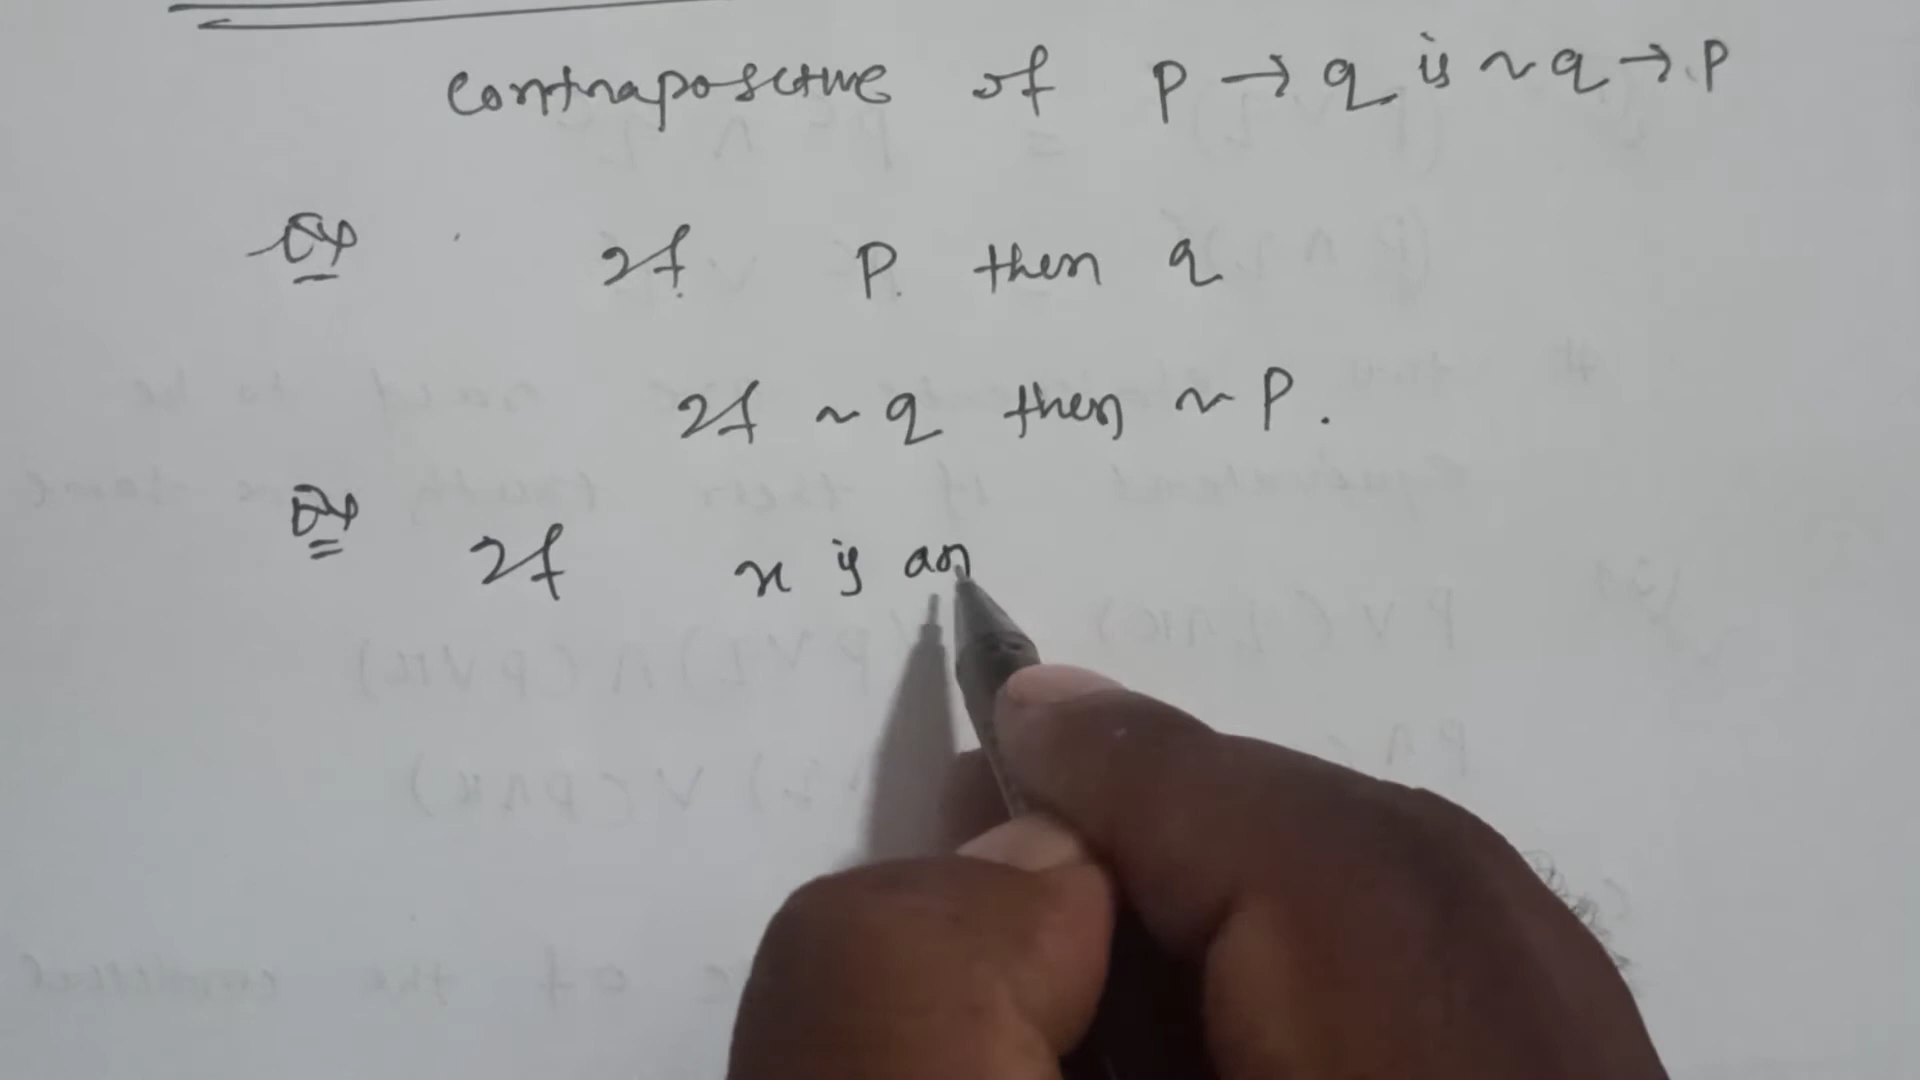 Contrapositive of p → q is ~q → p
Ex If p then q
If ~q then ~p.
Ex If x is an